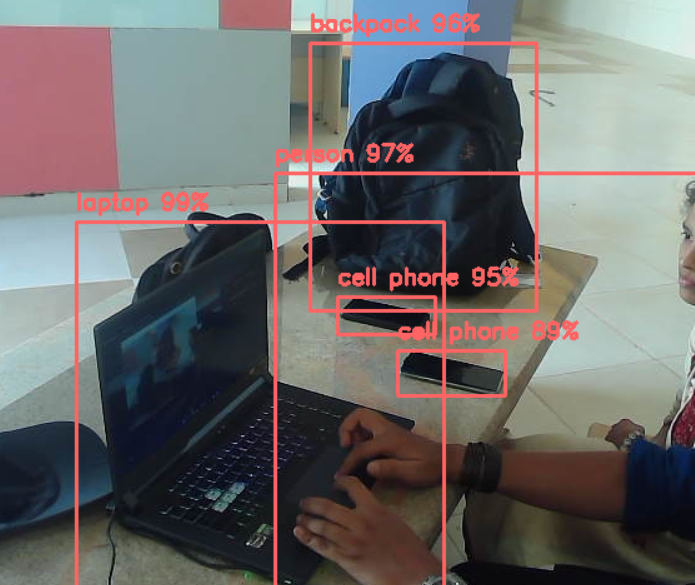 backpack 96%
person 97%
laptop 99%
cell phone 95%
cell phone 89%